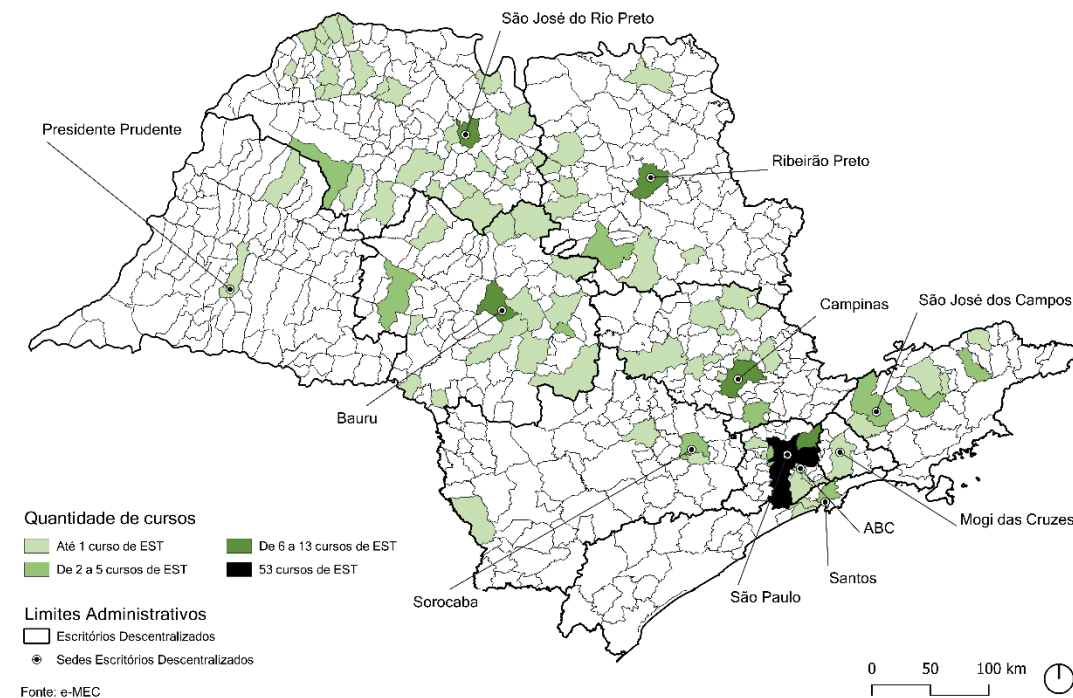 São José do Rio Preto
Presidente Prudente
Ribeirão Preto
Campinas
São José dos Campos
Bauru
Mogi das Cruzes
ABC
Santos
São Paulo
Sorocaba
Quantidade de cursos
Até 1 curso de EST
De 6 a 13 cursos de EST
De 2 a 5 cursos de EST
53 cursos de EST
Limites Administrativos
Escritórios Descentralizados
Sedes Escritórios Descentralizados
Fonte: e-MEC
0 50 100 km